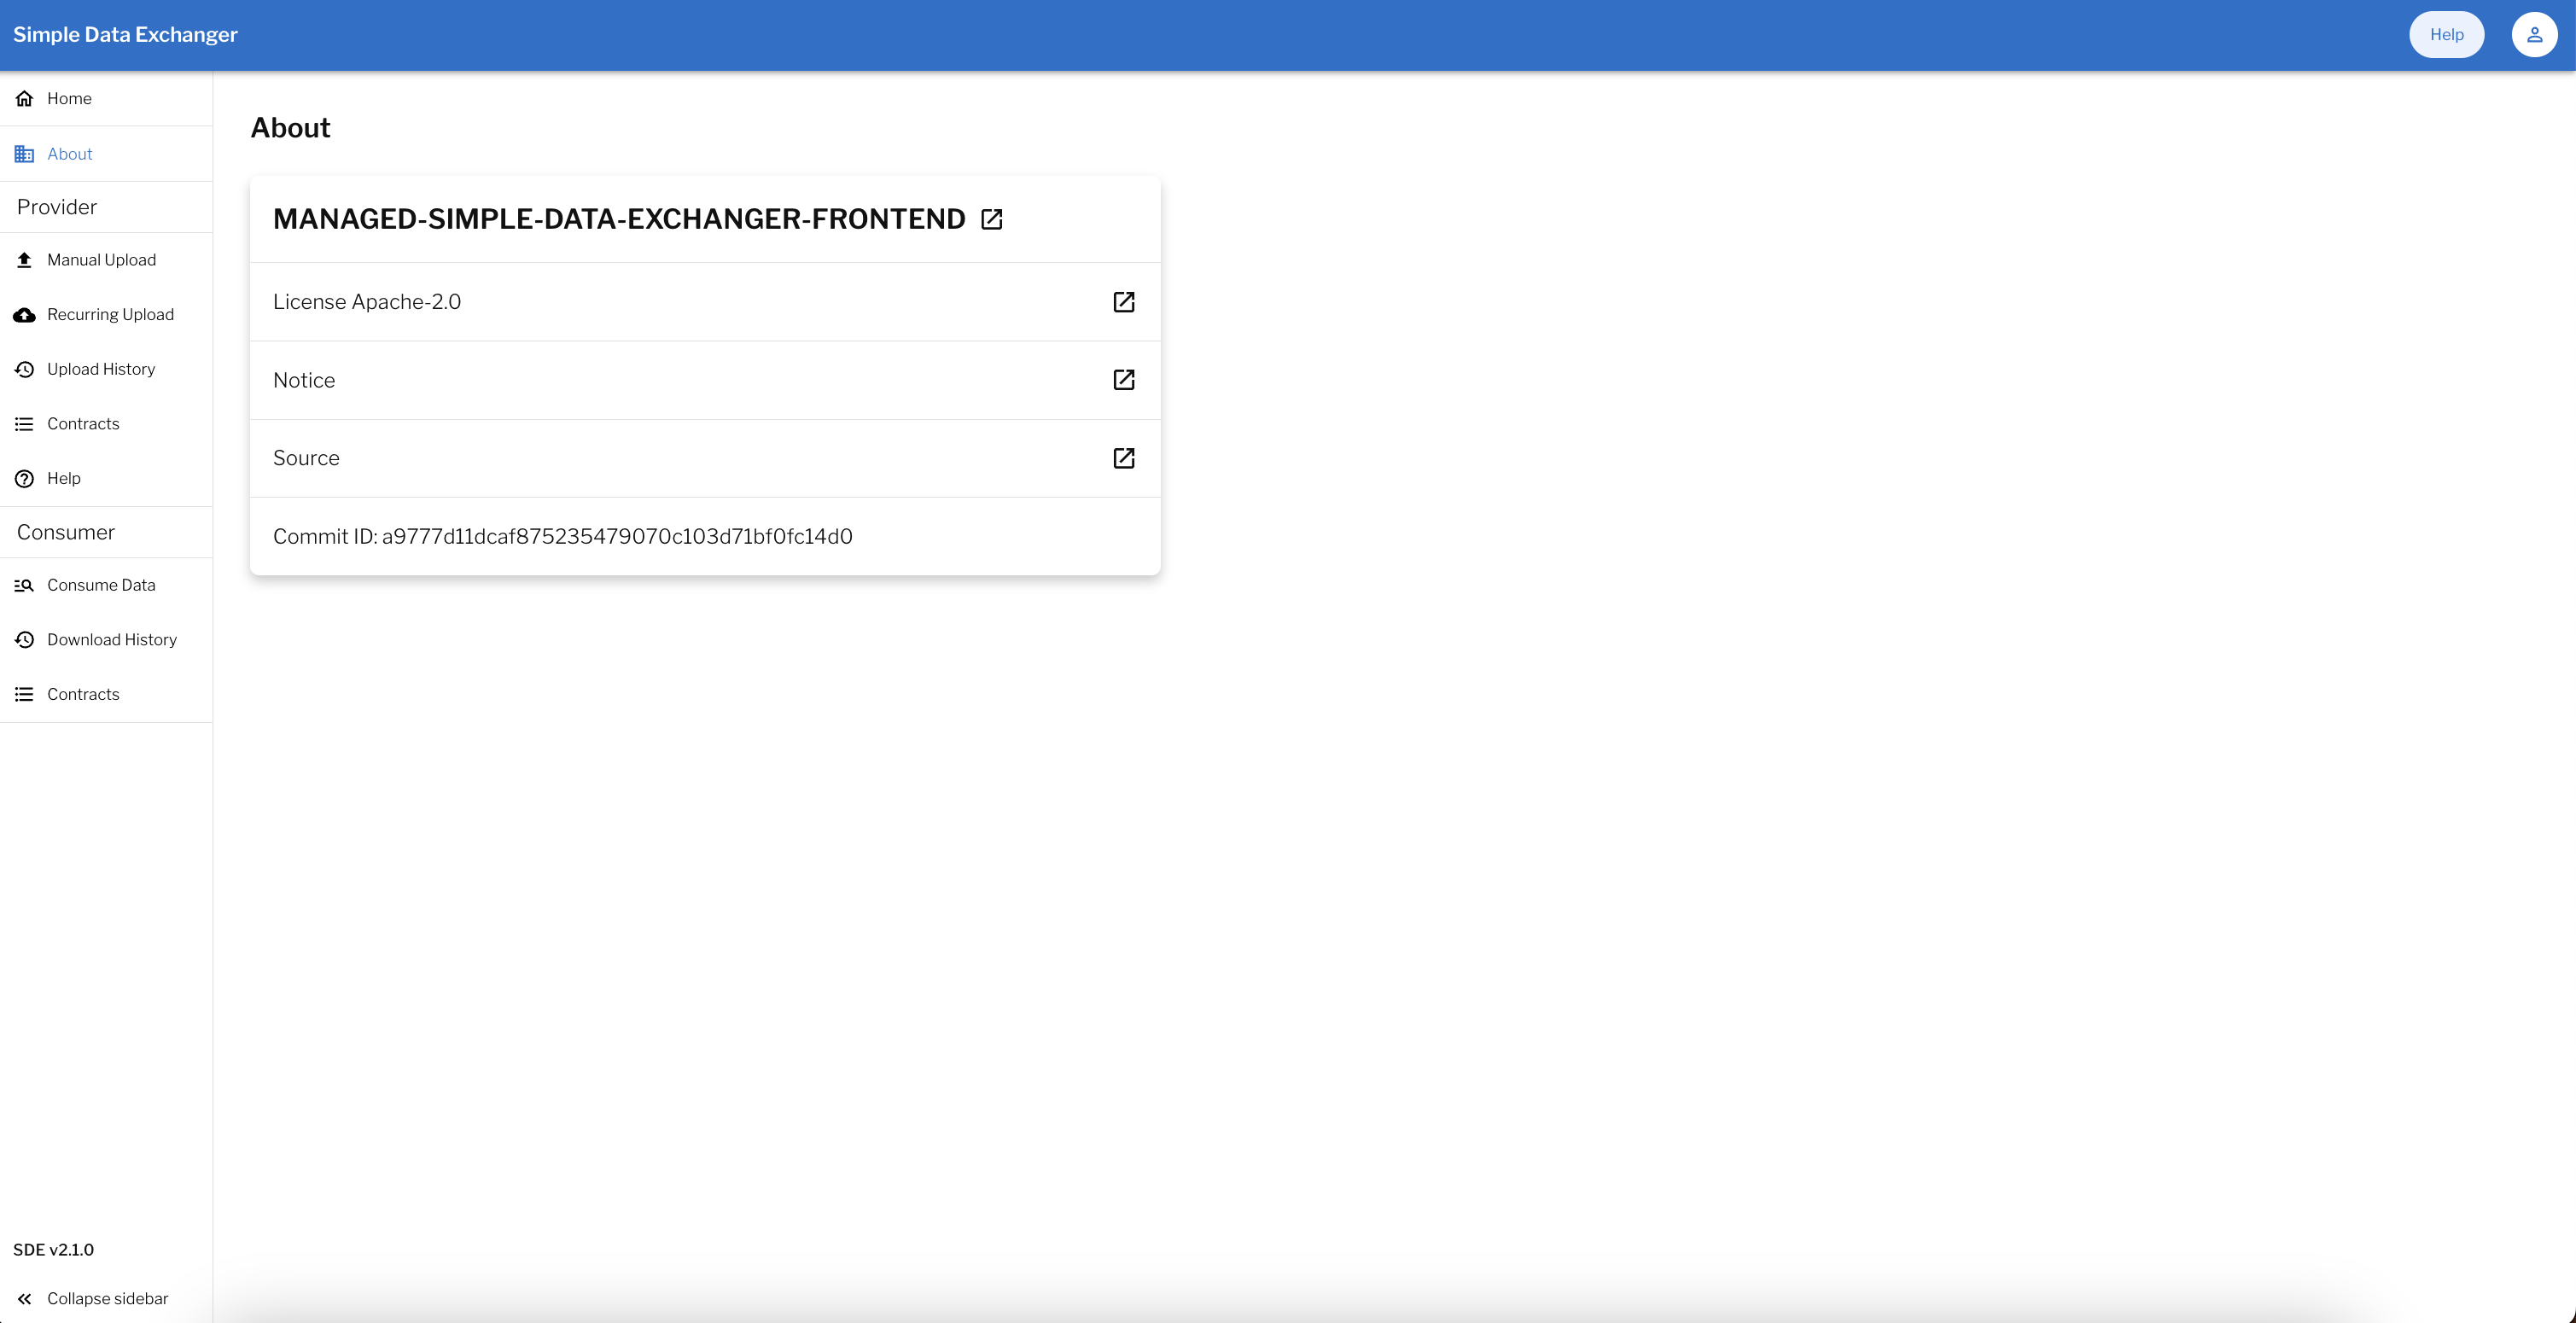 Simple Data Exchanger
Help
Home
About
Provider
Manual Upload
Recurring Upload
Upload History
Contracts
Help
Consumer
Consume Data
Download History
Contracts
SDE v2.1.0
Collapse sidebar
About
MANAGED-SIMPLE-DATA-EXCHANGER-FRONTEND
License Apache-2.0
Notice
Source
Commit ID: a9777d11dcaf875235479070c103d71bf0fc14d0